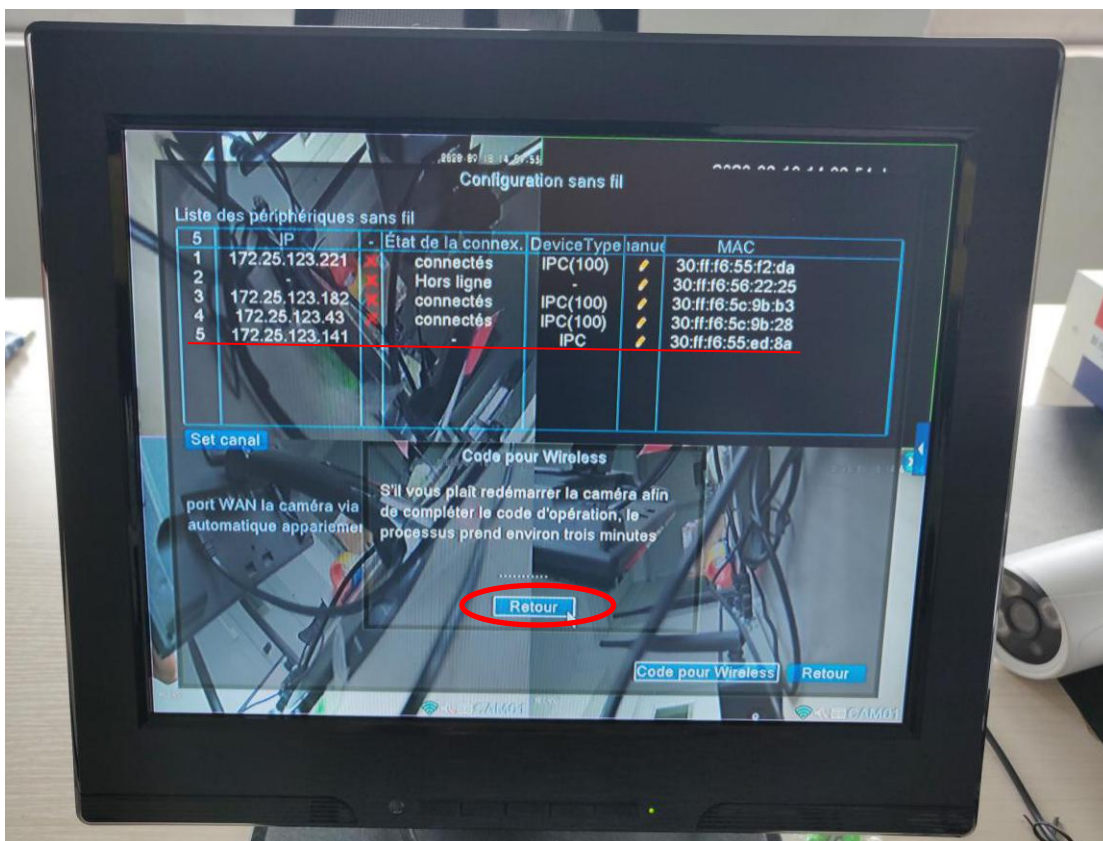 Configuration sans fil
Liste des périphériques sans fil
5 IP - État de la connex. DeviceType MAC
1 172.25.123.221 connectés IPC(100) 30:ff:f6:55:f2:da
2 - Hors ligne - 30:ff:f6:56:22:25
3 172.25.123.182 connectés IPC(100) 30:ff:f6:5c:9b:b3
4 172.25.123.43 connectés IPC(100) 30:ff:f6:5c:9b:28
5 172.25.123.141 - IPC 30:ff:f6:55:ed:8a
Set canal
Code pour Wireless
port WAN la caméra via
automatique
S'il vous plaît redémarrer la caméra afin
de compléter le code d'opération, le
processus prend environ trois minutes
...........
Retour
Code pour Wireless Retour
CAM01
CAM01